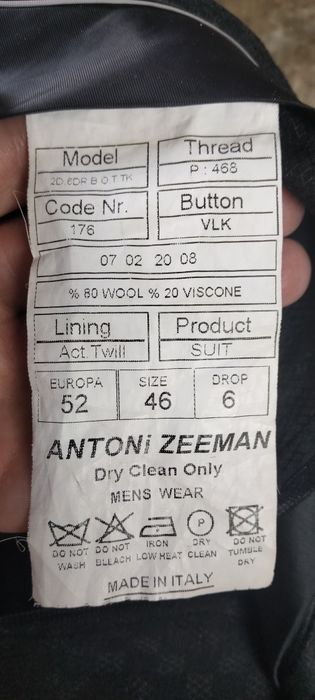 Model Thread
2D.6DR B O.T TK P : 468
Code Nr. Button
176 VLK
07 02 20 08
% 80 WOOL % 20 VISCONE
Lining Product
Act.Twill SUIT
EUROPA SIZE DROP
52 46 6
ANTONi ZEEMAN
Dry Clean Only
MENS WEAR
P
DO NOT WASH
DO NOT BLEACH
IRON LOW HEAT
DRY CLEAN
DO NOT TUMBLE DRY
MADE IN ITALY